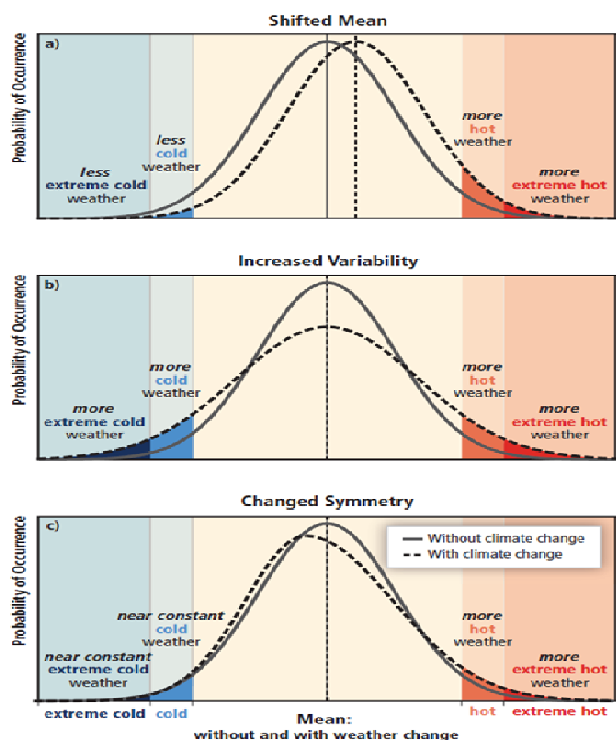 Shifted Mean
a)
Probability of Occurrence
less
extreme cold
weather
less
cold
weather
more
hot
weather
more
extreme hot
weather
Increased Variability
b)
Probability of Occurrence
more
extreme cold
weather
more
cold
weather
more
hot
weather
more
extreme hot
weather
Changed Symmetry
c)
Probability of Occurrence
Without climate change
With climate change
near constant
extreme cold
weather
near constant
cold
weather
more
hot
weather
more
extreme hot
weather
extreme cold
cold
Mean:
without and with weather change
hot
extreme hot